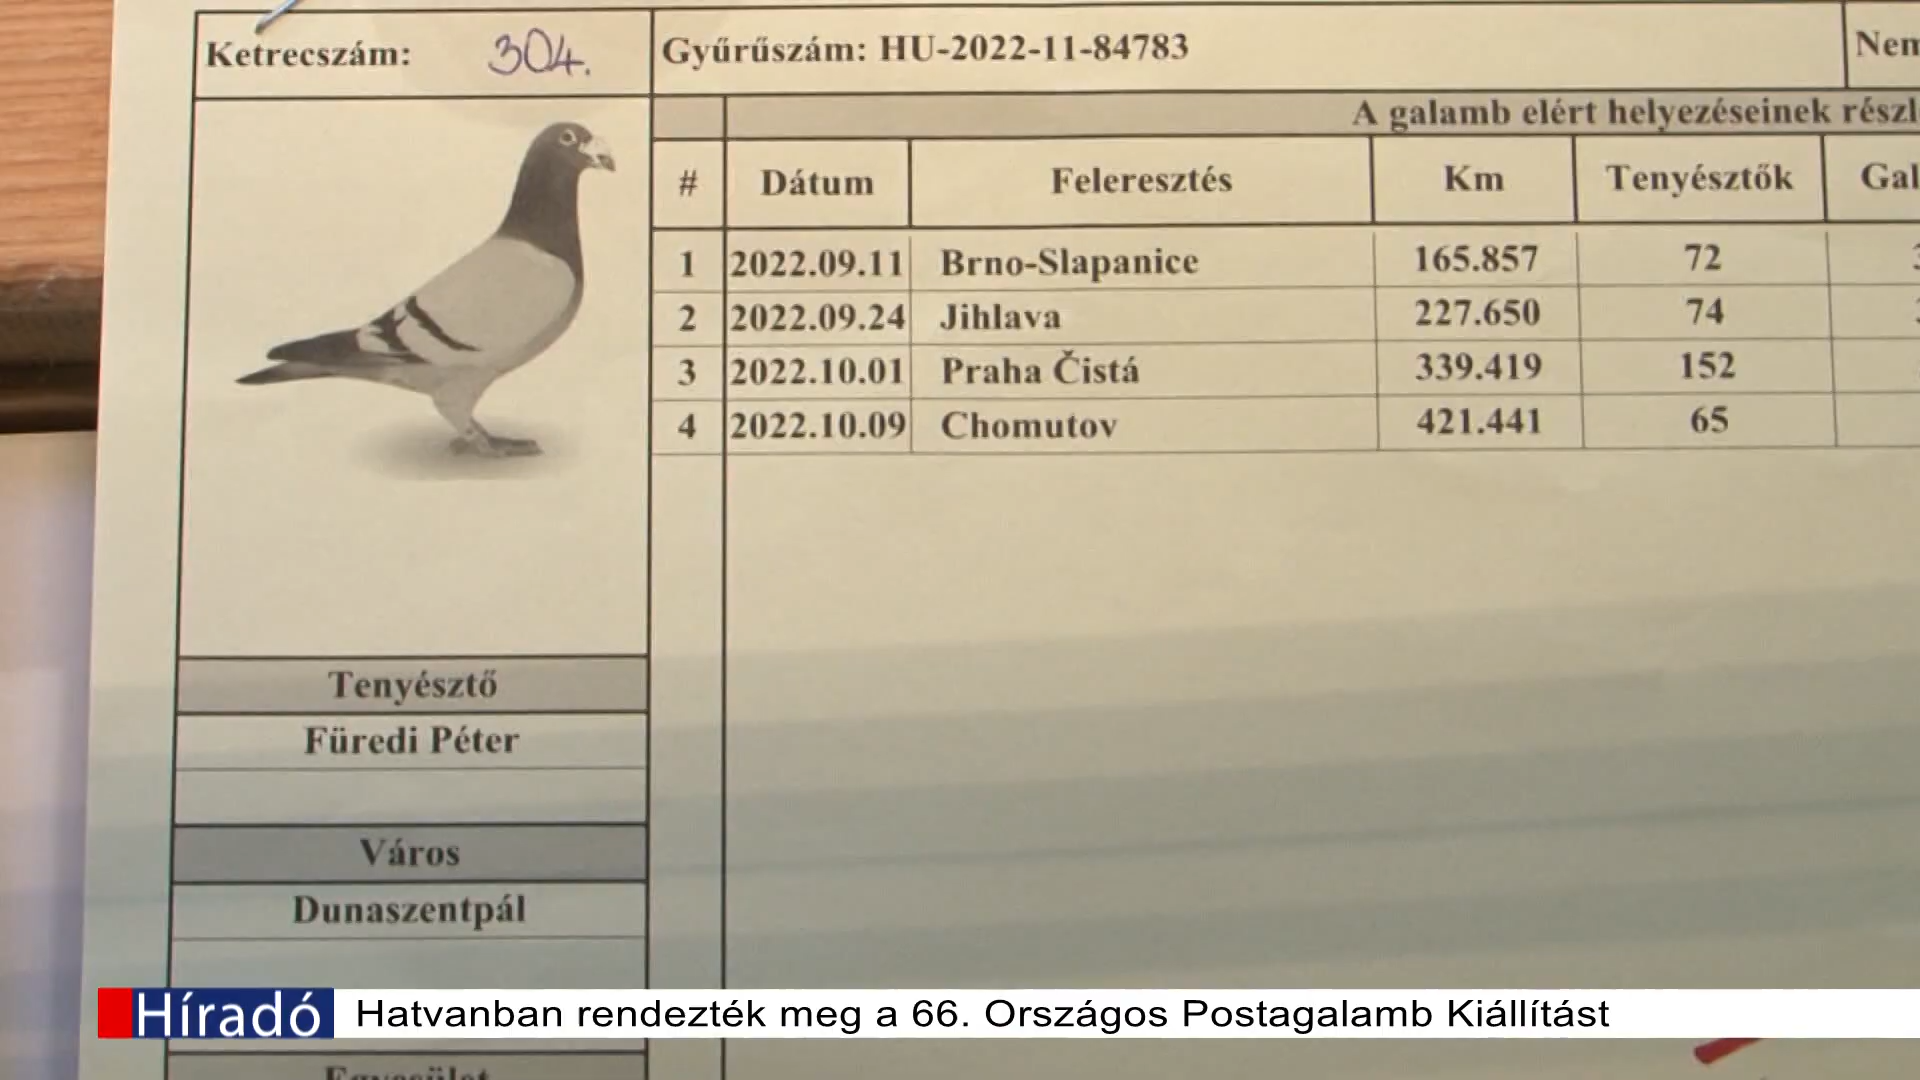 Ketrecszám: 304.
Gyűrűszám: HU-2022-11-84783
A galamb elért helyezéseinek
# Dátum Feleresztés Km Tenyésztők
1 2022.09.11 Brno-Slapanice 165.857 72
2 2022.09.24 Jihlava 227.650 74
3 2022.10.01 Praha Čistá 339.419 152
4 2022.10.09 Chomutov 421.441 65
Tenyésztő
Füredi Péter
Város
Dunaszentpál
Híradó Hatvanban rendezték meg a 66. Országos Postagalamb Kiállítást